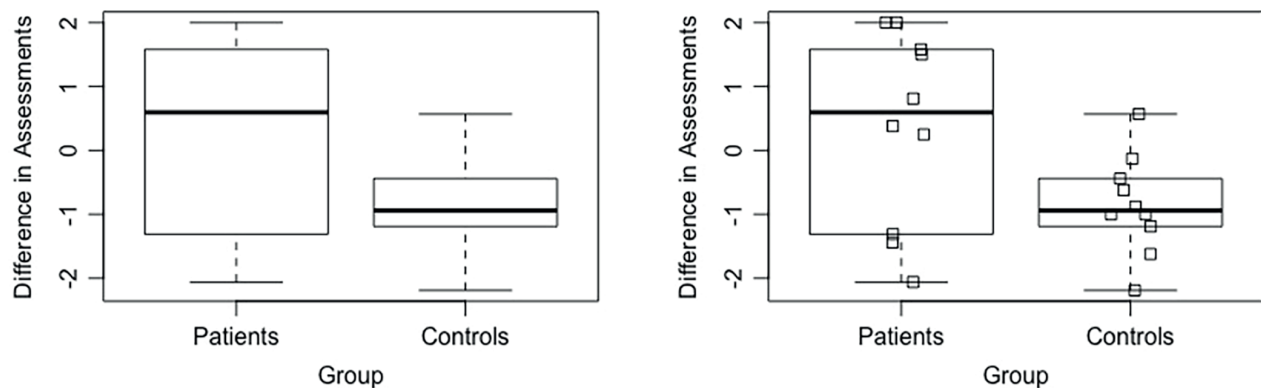 Difference in Assessments
2
1
0
-1
-2
Patients
Controls
Group
Difference in Assessments
2
1
0
-1
-2
Patients
Controls
Group